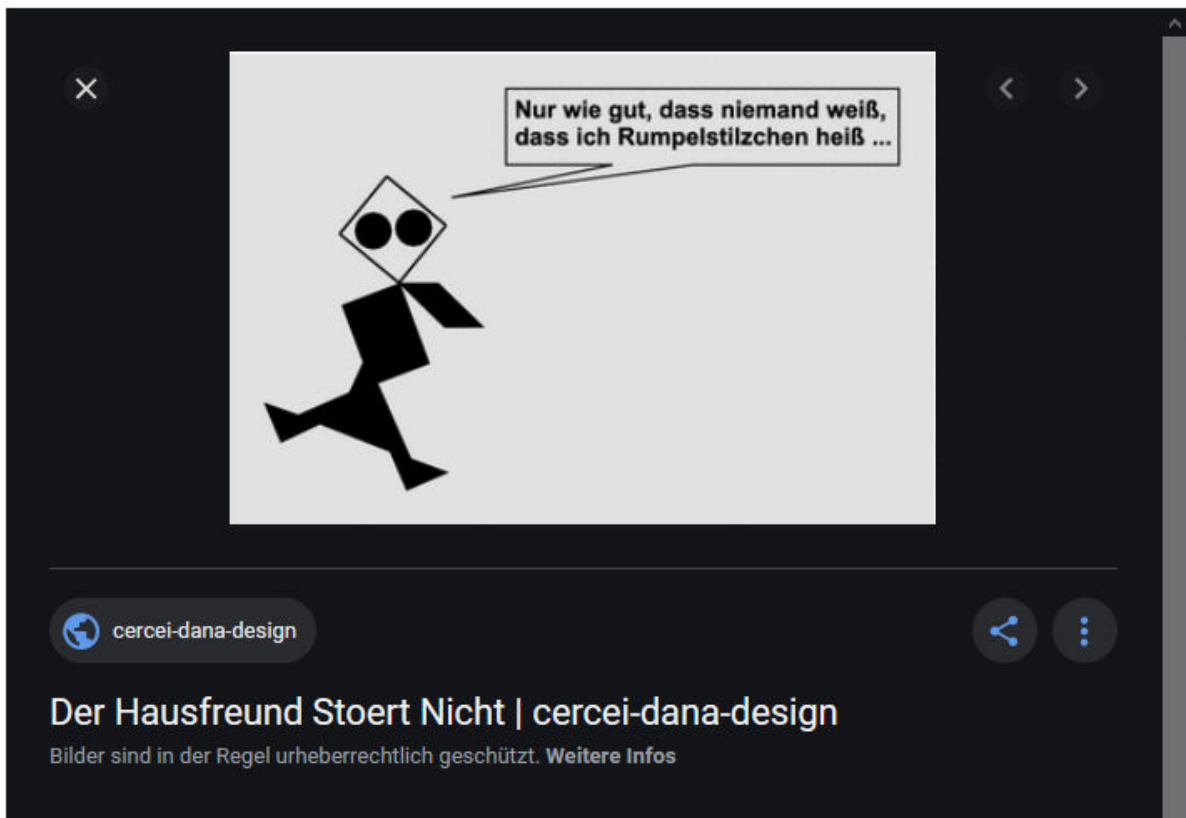 Nur wie gut, dass niemand weiß,
dass ich Rumpelstilzchen heiß ...
cercei-dana-design
Der Hausfreund Stoert Nicht | cercei-dana-design
Bilder sind in der Regel urheberrechtlich geschützt. Weitere Infos